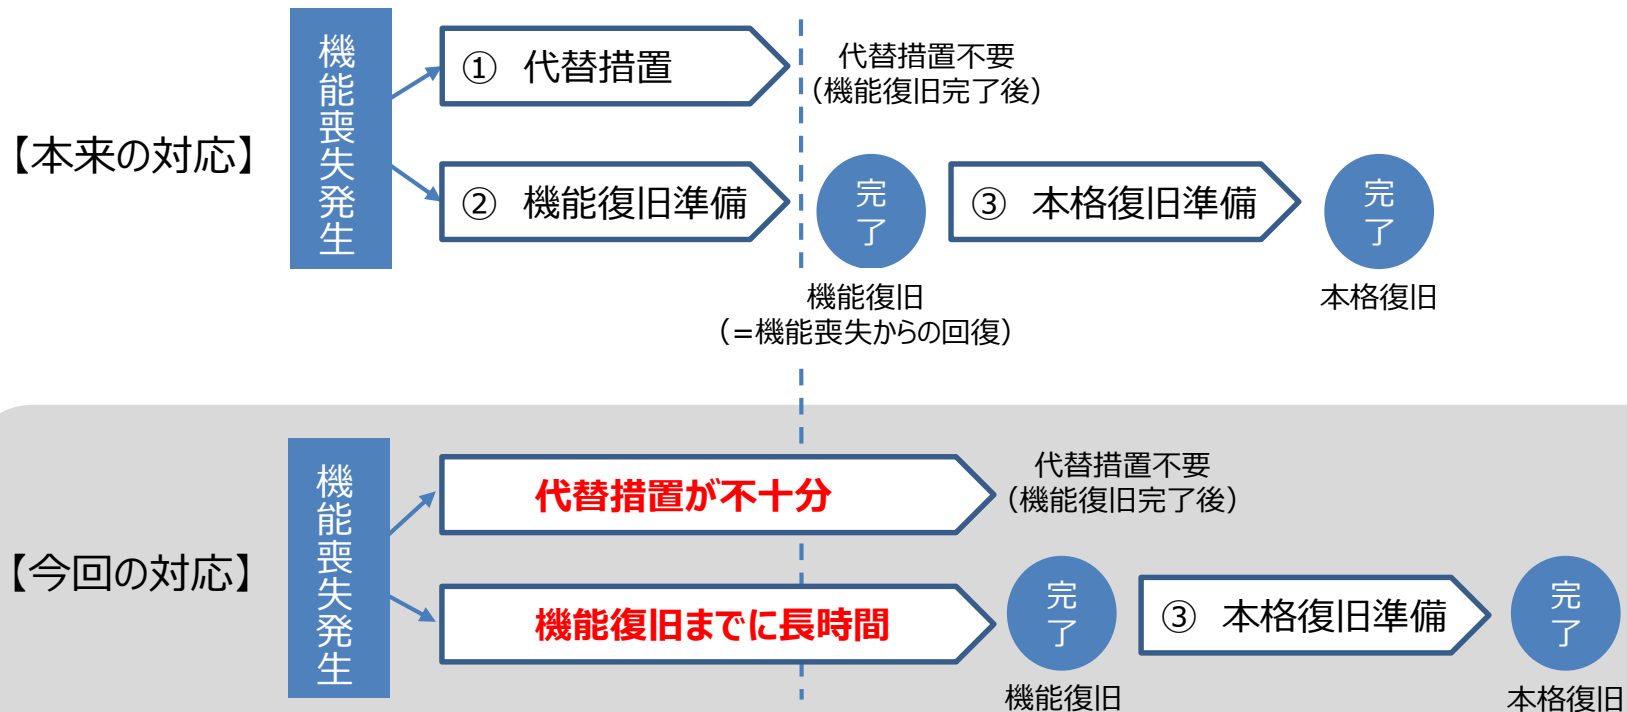 【本来の対応】
機能喪失発生
① 代替措置
代替措置不要
（機能復旧完了後）
② 機能復旧準備
完了
機能復旧
（=機能喪失からの回復）
③ 本格復旧準備
完了
本格復旧
【今回の対応】
機能喪失発生
代替措置が不十分
代替措置不要
（機能復旧完了後）
機能復旧までに長時間
完了
機能復旧
③ 本格復旧準備
完了
本格復旧